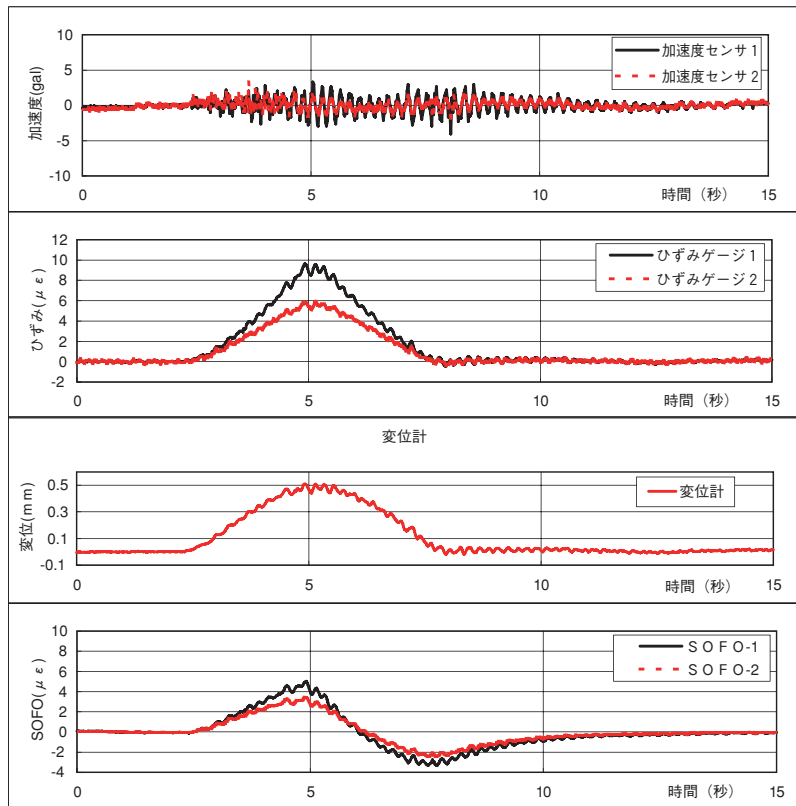 10
5
0
-5
-10
加速度(gal)
加速度センサ1
加速度センサ2
0
5
10
15
時間（秒）
12
10
8
6
4
2
0
-2
ひずみ(με)
ひずみゲージ1
ひずみゲージ2
0
5
10
15
時間（秒）
変位計
0.5
0.3
0.1
-0.1
変位(mm)
変位計
0
5
10
15
時間（秒）
10
8
6
4
2
0
-2
-4
SOFO(με)
ＳＯＦＯ-1
ＳＯＦＯ-2
0
5
10
15
時間（秒）